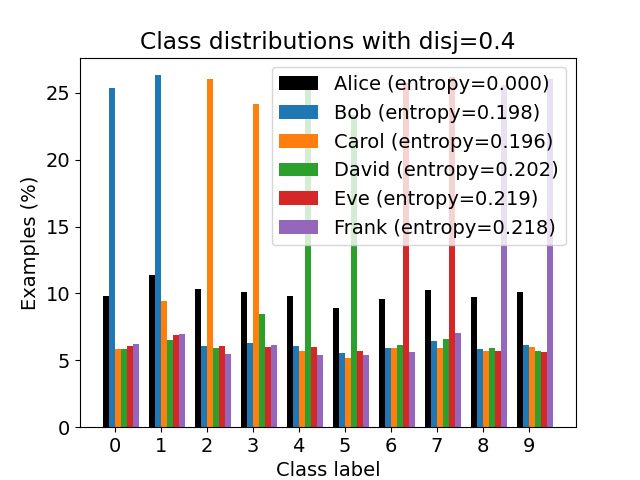 Class distributions with disj=0.4
Alice (entropy=0.000)
Bob (entropy=0.198)
Carol (entropy=0.196)
David (entropy=0.202)
Eve (entropy=0.219)
Frank (entropy=0.218)
Examples (%)
25
20
15
10
5
0
0 1 2 3 4 5 6 7 8 9
Class label